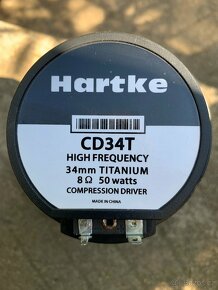 Hartke
CD34T
HIGH FREQUENCY
34mm TITANIUM
8 Ω 50 watts
COMPRESSION DRIVER
MADE IN CHINA